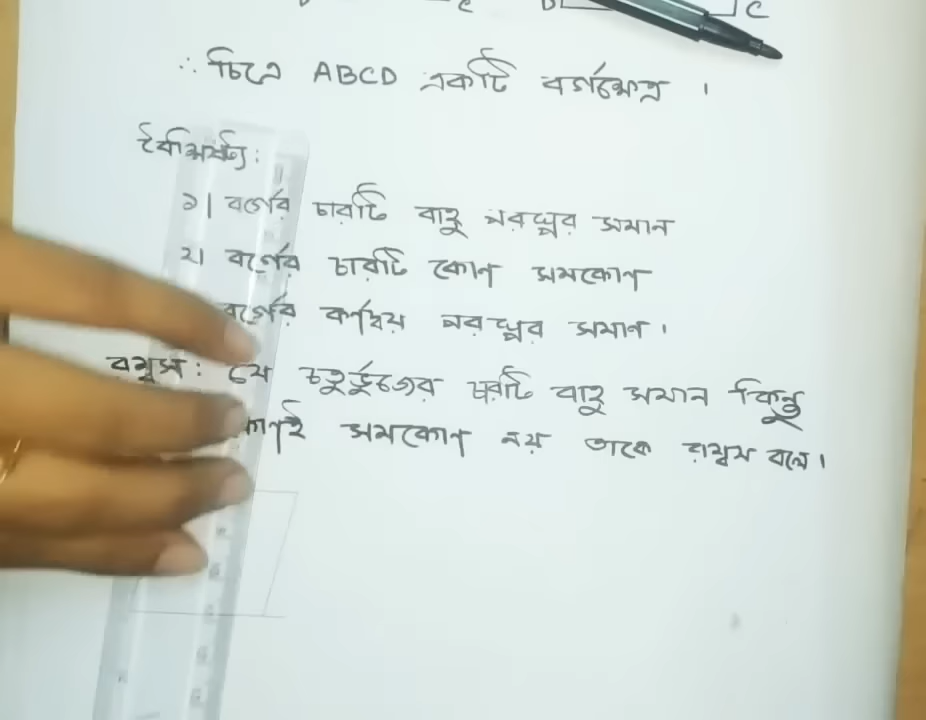 C D C
∴ চিত্রে ABCD একটি বর্গক্ষেত্র ।
বৈশিষ্ট্য:
১। বর্গের চারটি বাহু পরস্পর সমান
২। বর্গের চারটি কোণ সমকোণ
বর্গের কর্ণদ্বয় পরস্পর সমান ।
রম্বস: যে চতুর্ভুজের চারটি বাহু সমান কিন্তু
সমকোণ নয় তাকে রম্বস বলে ।